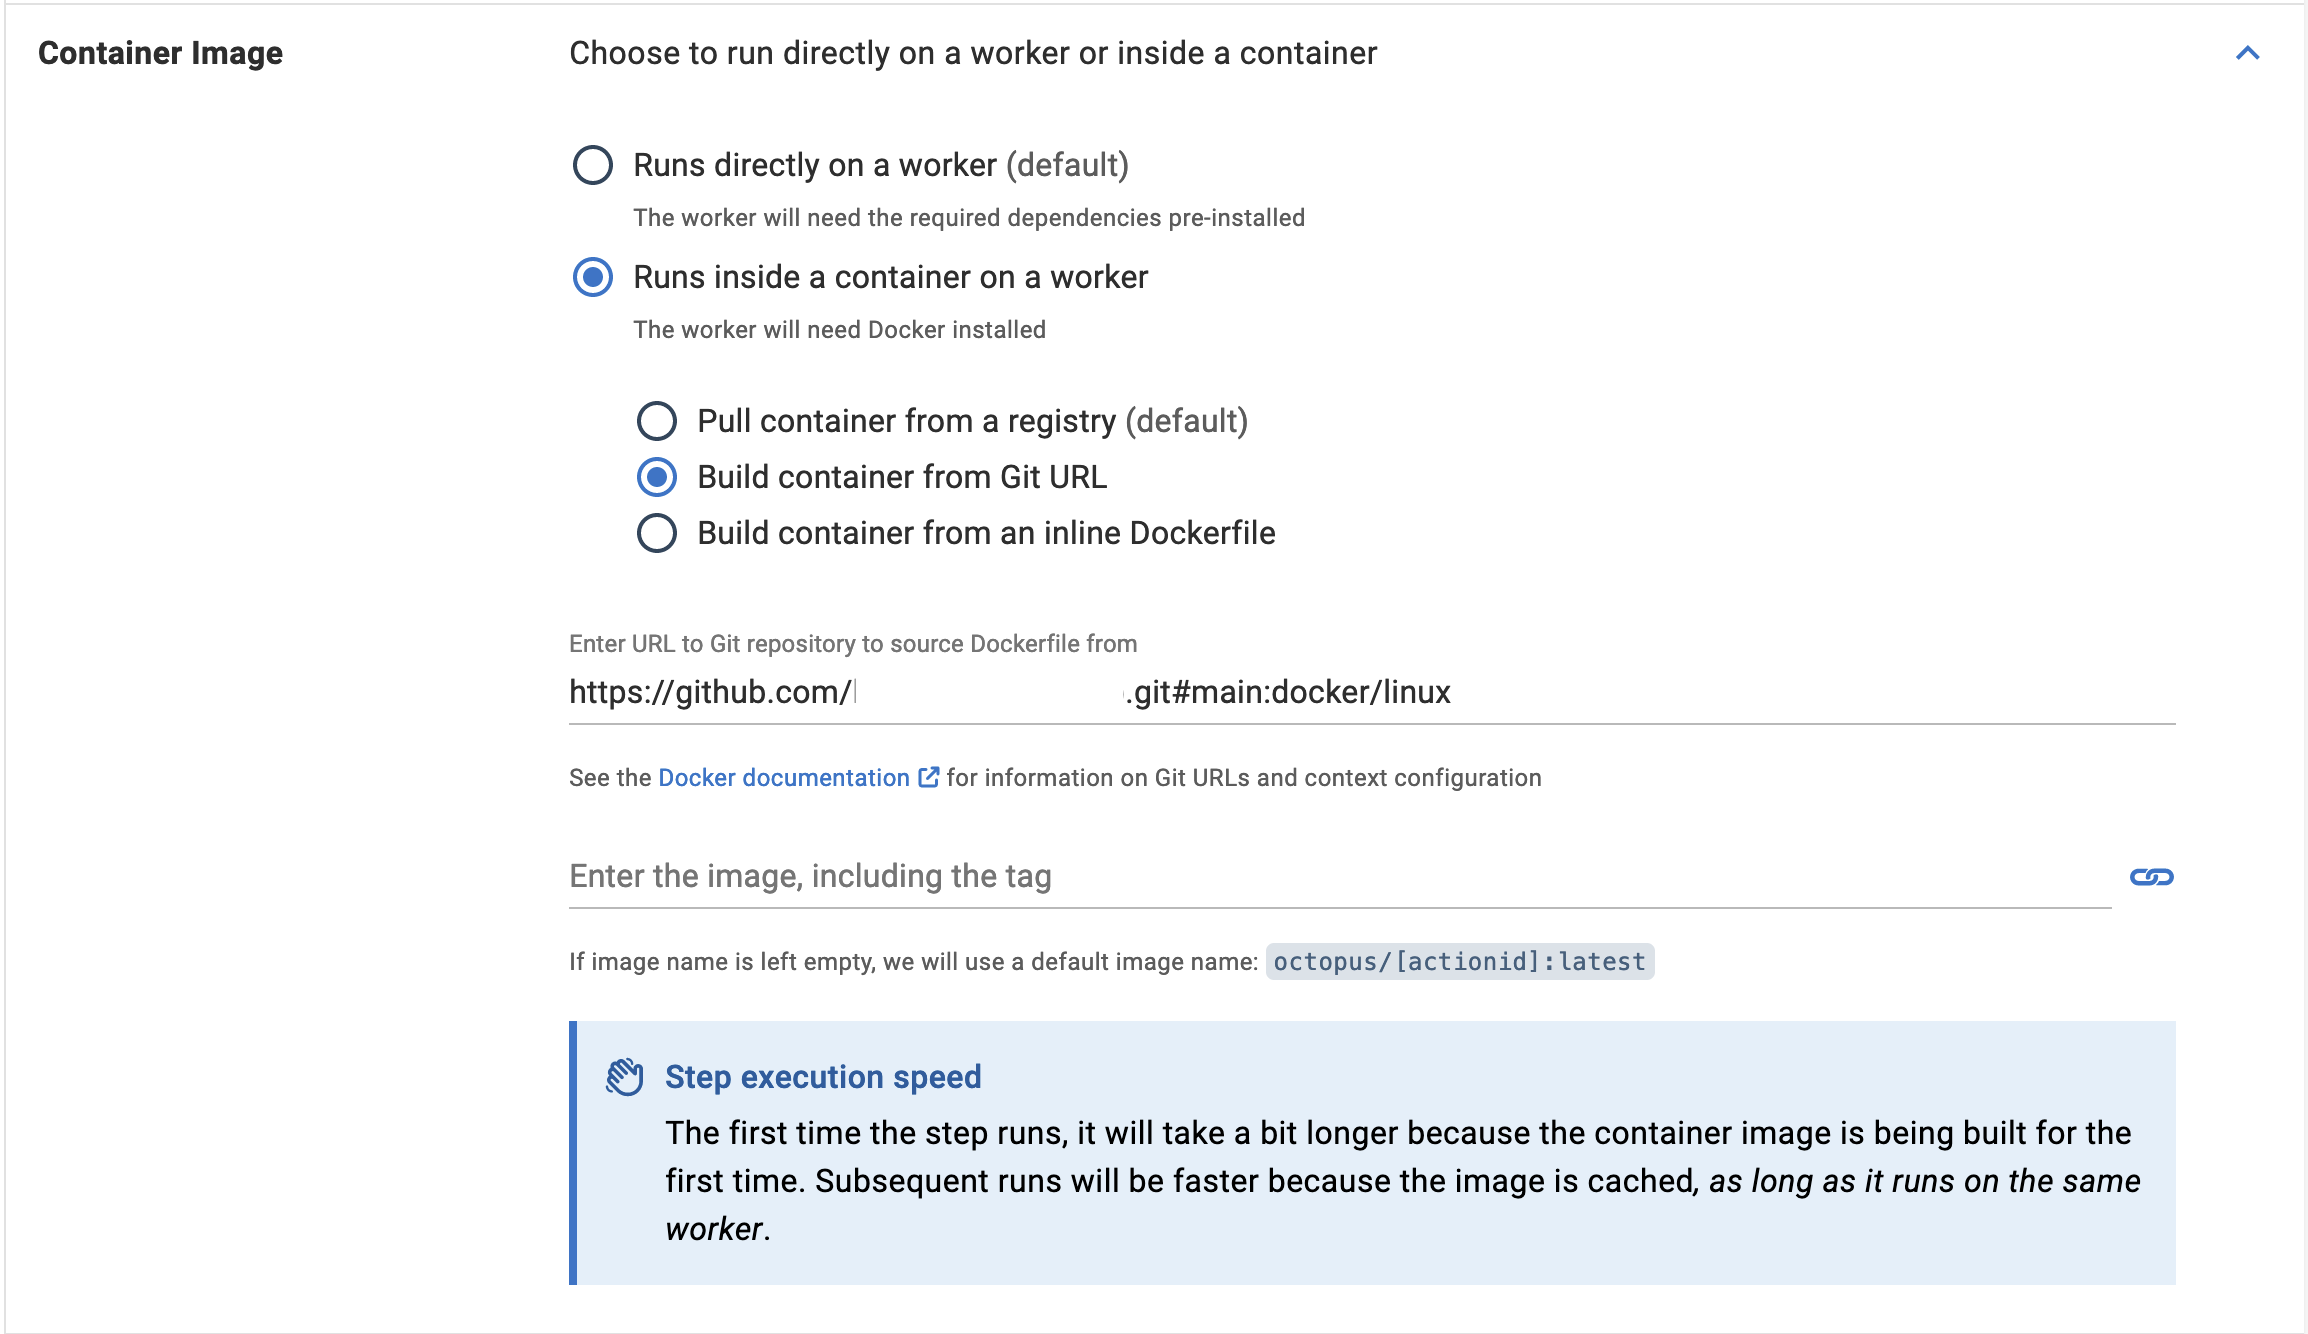 Container Image
Choose to run directly on a worker or inside a container
Runs directly on a worker (default)
The worker will need the required dependencies pre-installed
Runs inside a container on a worker
The worker will need Docker installed
Pull container from a registry (default)
Build container from Git URL
Build container from an inline Dockerfile
Enter URL to Git repository to source Dockerfile from
https://github.com/ .git#main:docker/linux
See the Docker documentation for information on Git URLs and context configuration
Enter the image, including the tag
If image name is left empty, we will use a default image name: octopus/[actionid]:latest
Step execution speed
The first time the step runs, it will take a bit longer because the container image is being built for the
first time. Subsequent runs will be faster because the image is cached, as long as it runs on the same
worker.